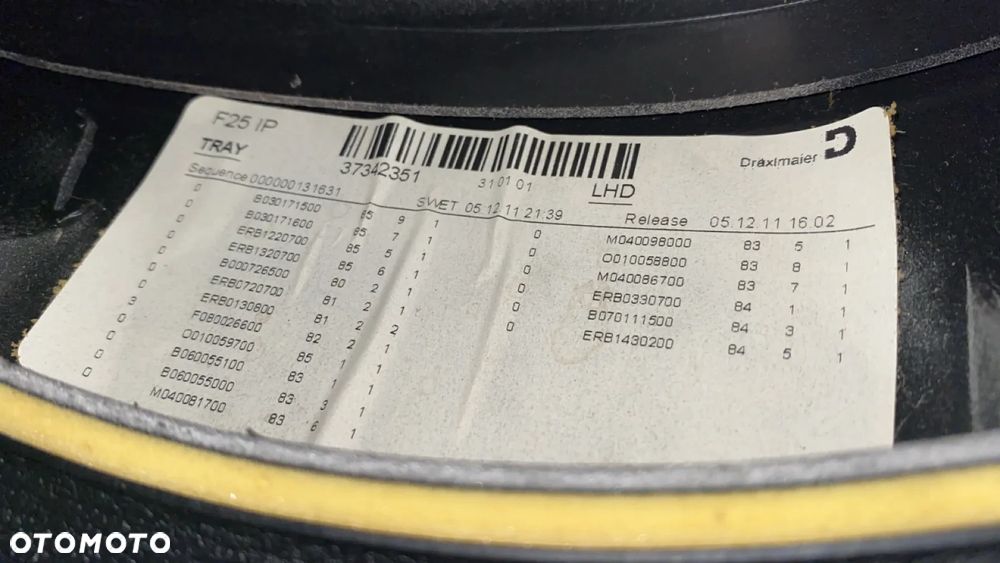 F25 IP
TRAY
37342351
31 01 01
LHD
Dräxlmaier
Sequence 000000131631
SWET 05.12.11 21:39
Release 05.12.11 16.02
0 B030171500 85 9 1
0 B030171600 85 7 1
0 ERB1220700 85 5 1
0 ERB1320700 85 6 1
0 B000726500 80 2 1
0 ERB0720700 81 2 1
0 ERB0130800 81 2 2
3 F080026600 82 2 1
0 O010059700 85 1 1
0 B060055100 83 1
0 B060055000 83 3 1
0 M040081700 83 6 1
0 M040098000 83 5 1
0 O010058800 83 8 1
0 M040086700 83 7 1
0 ERB0330700 84 1 1
0 B070111500 84 3 1
0 ERB1430200 84 5 1
OTOMOTO